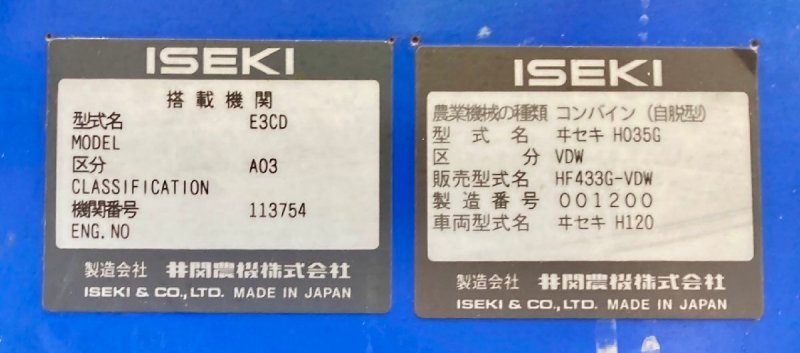 ISEKI
搭載機関
型式名 E3CD
MODEL
区分 A03
CLASSIFICATION
機関番号 113754
ENG.NO
製造会社 井関農機株式会社
ISEKI & CO., LTD. MADE IN JAPAN
ISEKI
農業機械の種類 コンバイン (自脱型)
型式名 ヰセキ HO35G
区分 VDW
販売型式名 HF433G-VDW
製造番号 001200
車両型式名 ヰセキ H120
製造会社 井関農機株式会社
ISEKI & CO., LTD. MADE IN JAPAN